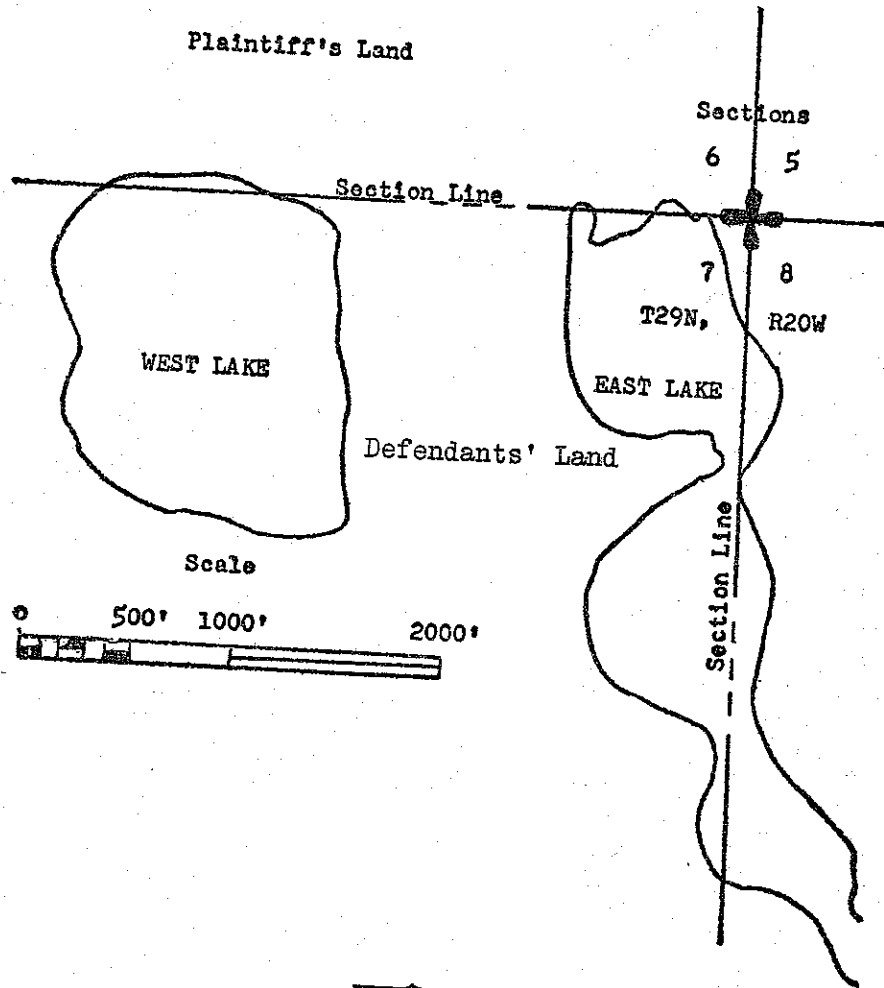 Plaintiff's Land
Sections
6 5
Section Line
7 8
T29N, R20W
WEST LAKE
EAST LAKE
Defendants' Land
Section Line
Scale
0 500' 1000' 2000'